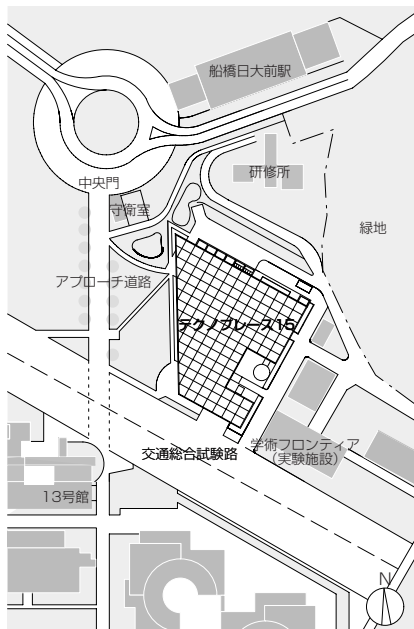 船橋日大前駅
研修所
中央門
守衛室
緑地
アプローチ道路
テクノプレース15
交通総合試験路
学術フロンティア
(実験施設)
13号館
N